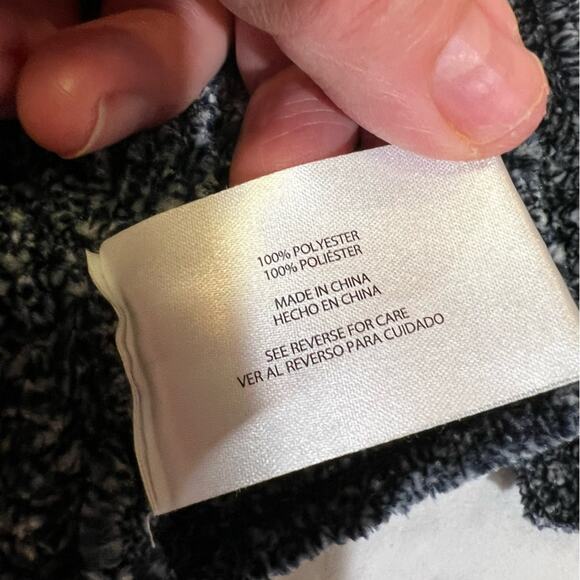 100% POLYESTER
100% POLIÉSTER
MADE IN CHINA
HECHO EN CHINA
SEE REVERSE FOR CARE
VER AL REVERSO PARA CUIDADO